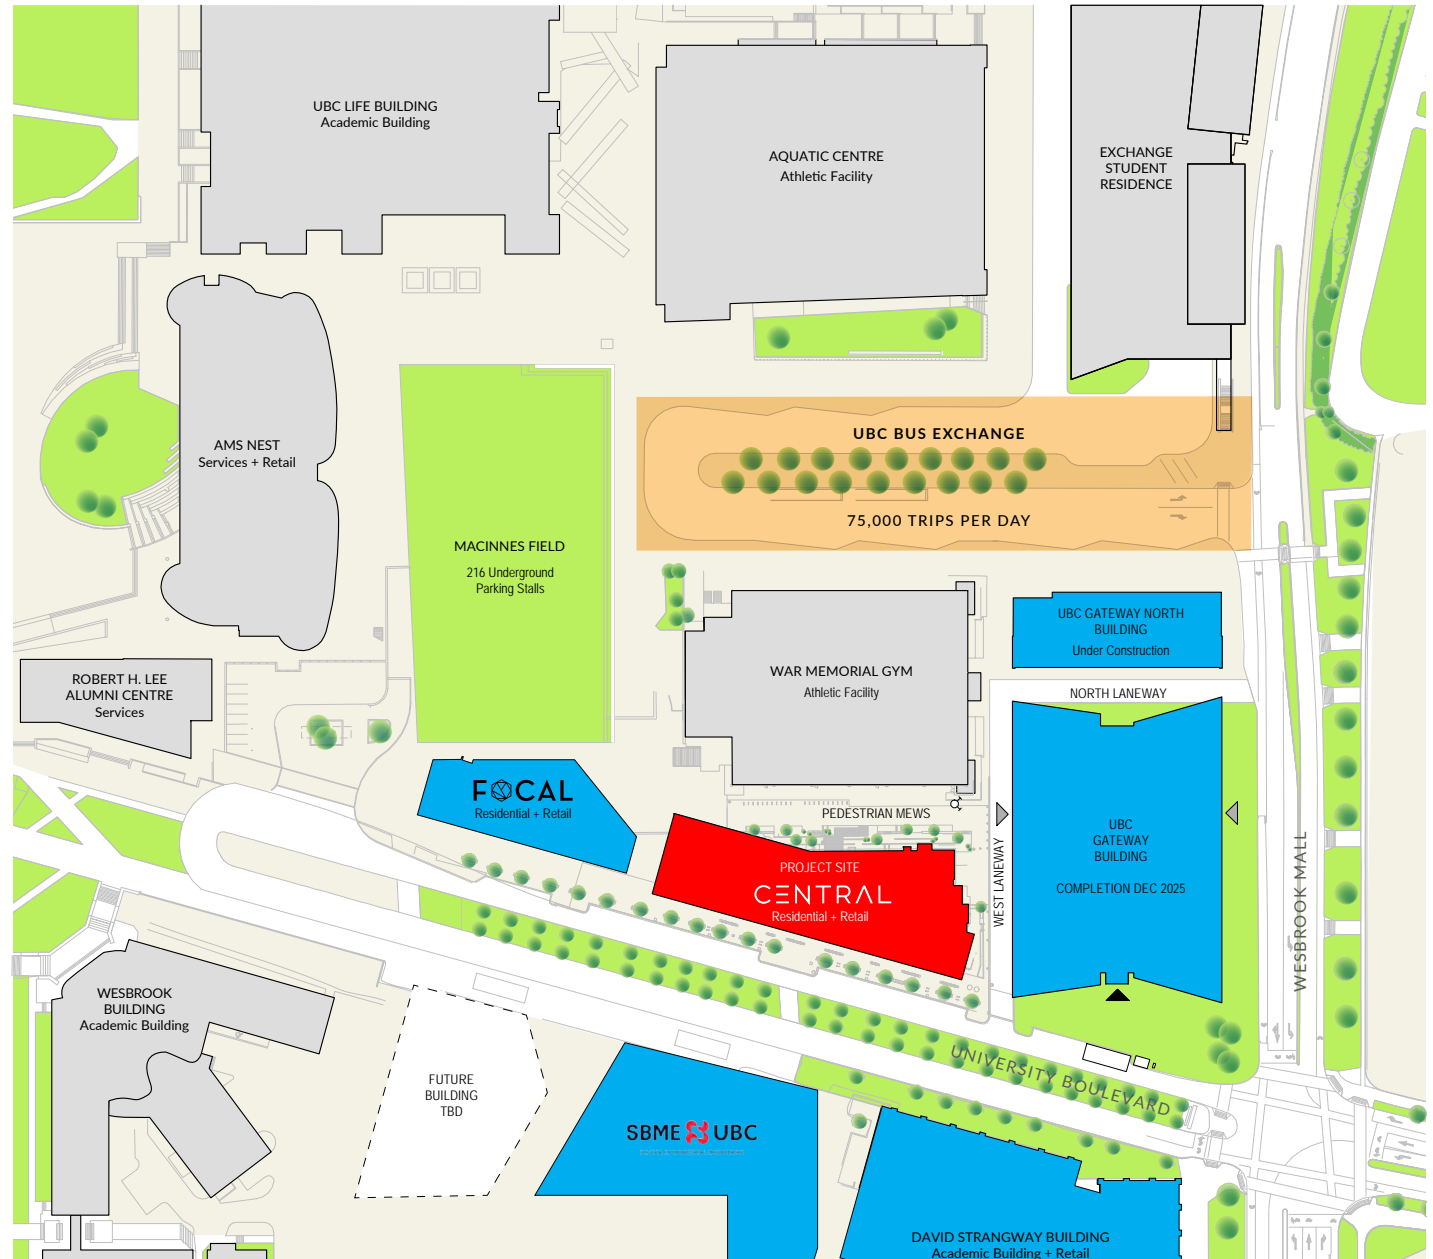 UBC LIFE BUILDING
Academic Building
AQUATIC CENTRE
Athletic Facility
EXCHANGE
STUDENT
RESIDENCE
UBC BUS EXCHANGE
75,000 TRIPS PER DAY
AMS NEST
Services + Retail
MACINNES FIELD
216 Underground
Parking Stalls
UBC GATEWAY NORTH
BUILDING
Under Construction
WAR MEMORIAL GYM
Athletic Facility
ROBERT H. LEE
ALUMNI CENTRE
Services
NORTH LANEWAY
FOCAL
Residential + Retail
PEDESTRIAN MEWS
PROJECT SITE
CENTRAL
Residential + Retail
WEST LANEWAY
UBC
GATEWAY
BUILDING
COMPLETION DEC 2025
WESBROOK MALL
WESBROOK
BUILDING
Academic Building
UNIVERSITY BOULEVARD
FUTURE
BUILDING
TBD
SBME UBC
DAVID STRANGWAY BUILDING
Academic Building + Retail